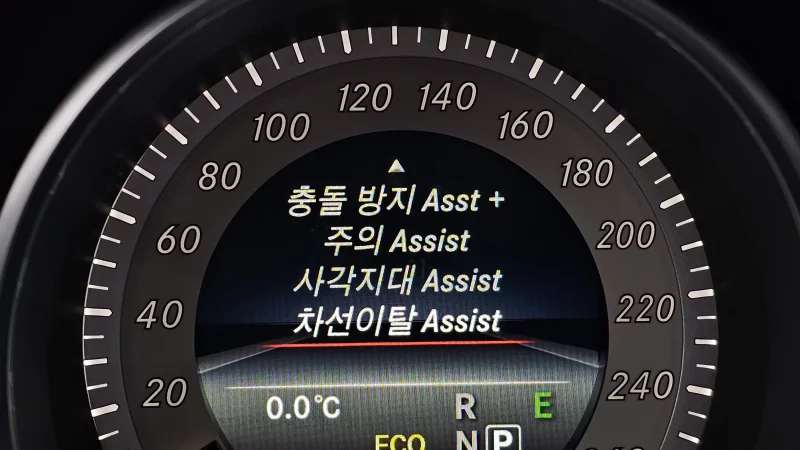 120 140
100 160
80 180
충돌 방지 Asst +
60 주의 Assist 200
사각지대 Assist
40 차선이탈 Assist 220
20 240
0.0°C R E
ECO N P